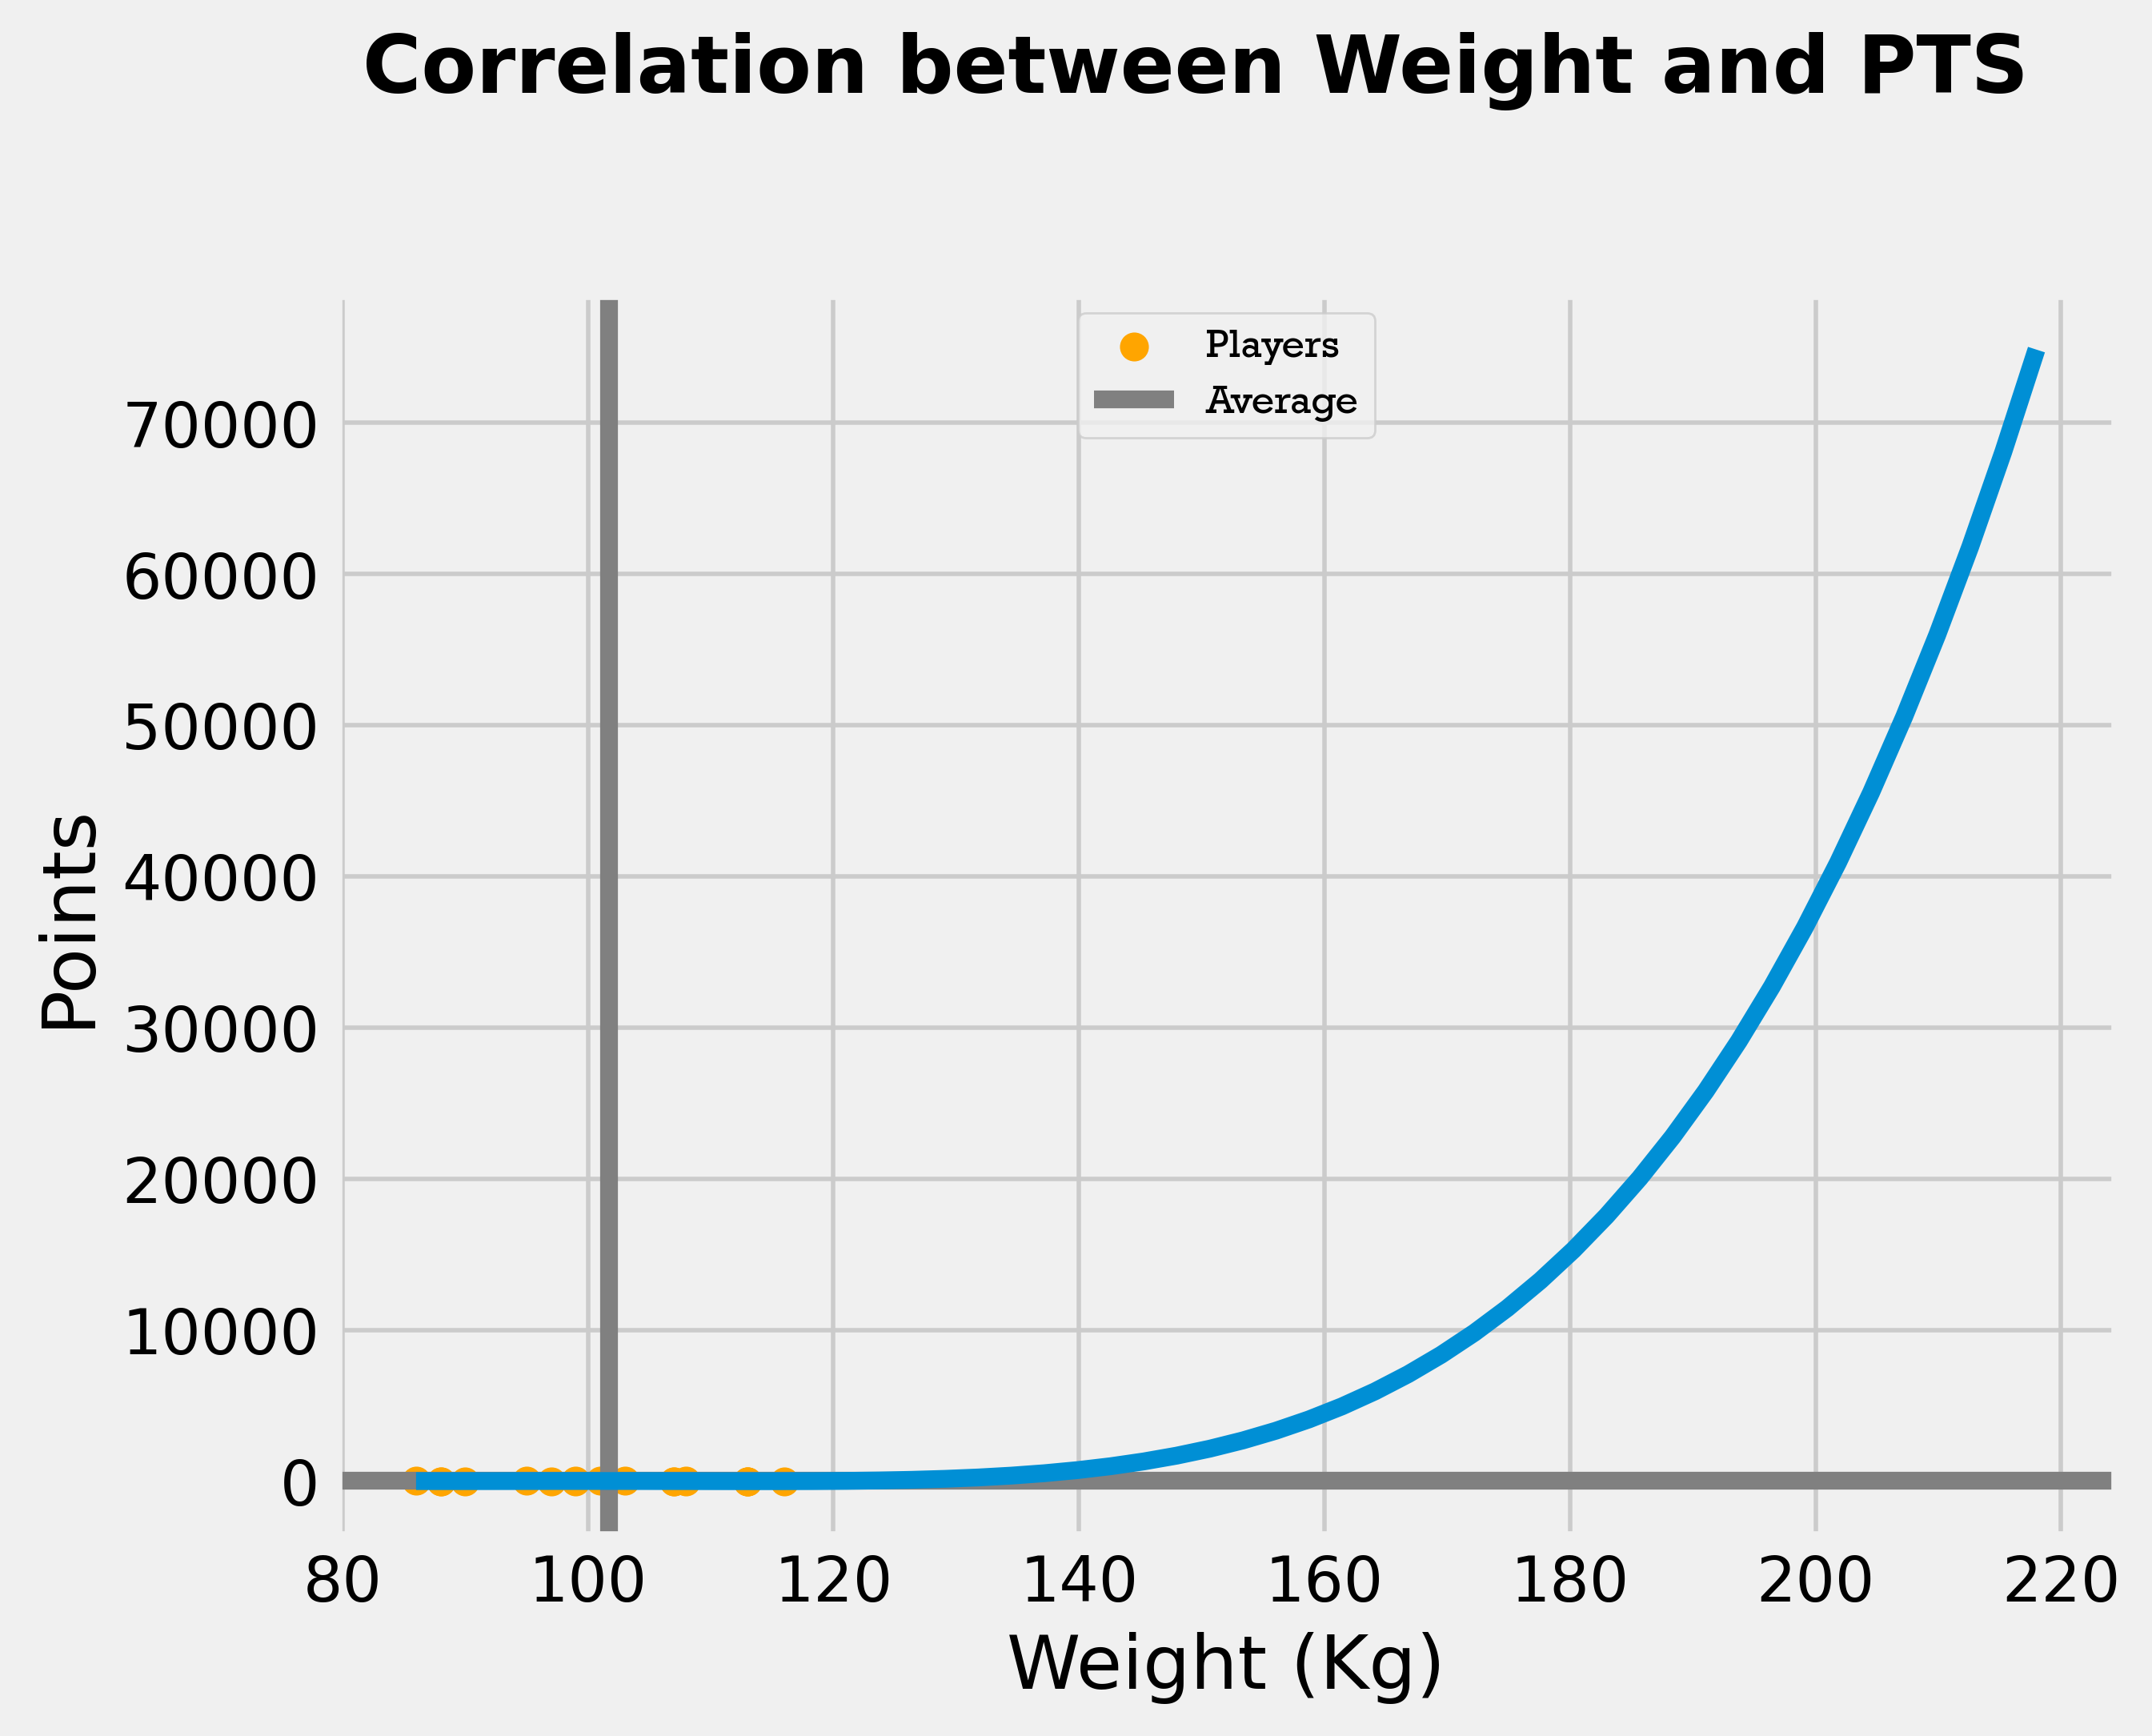 Correlation between Weight and PTS
Players
Average
70000
60000
50000
40000
30000
20000
10000
0
Points
80 100 120 140 160 180 200 220
Weight (Kg)